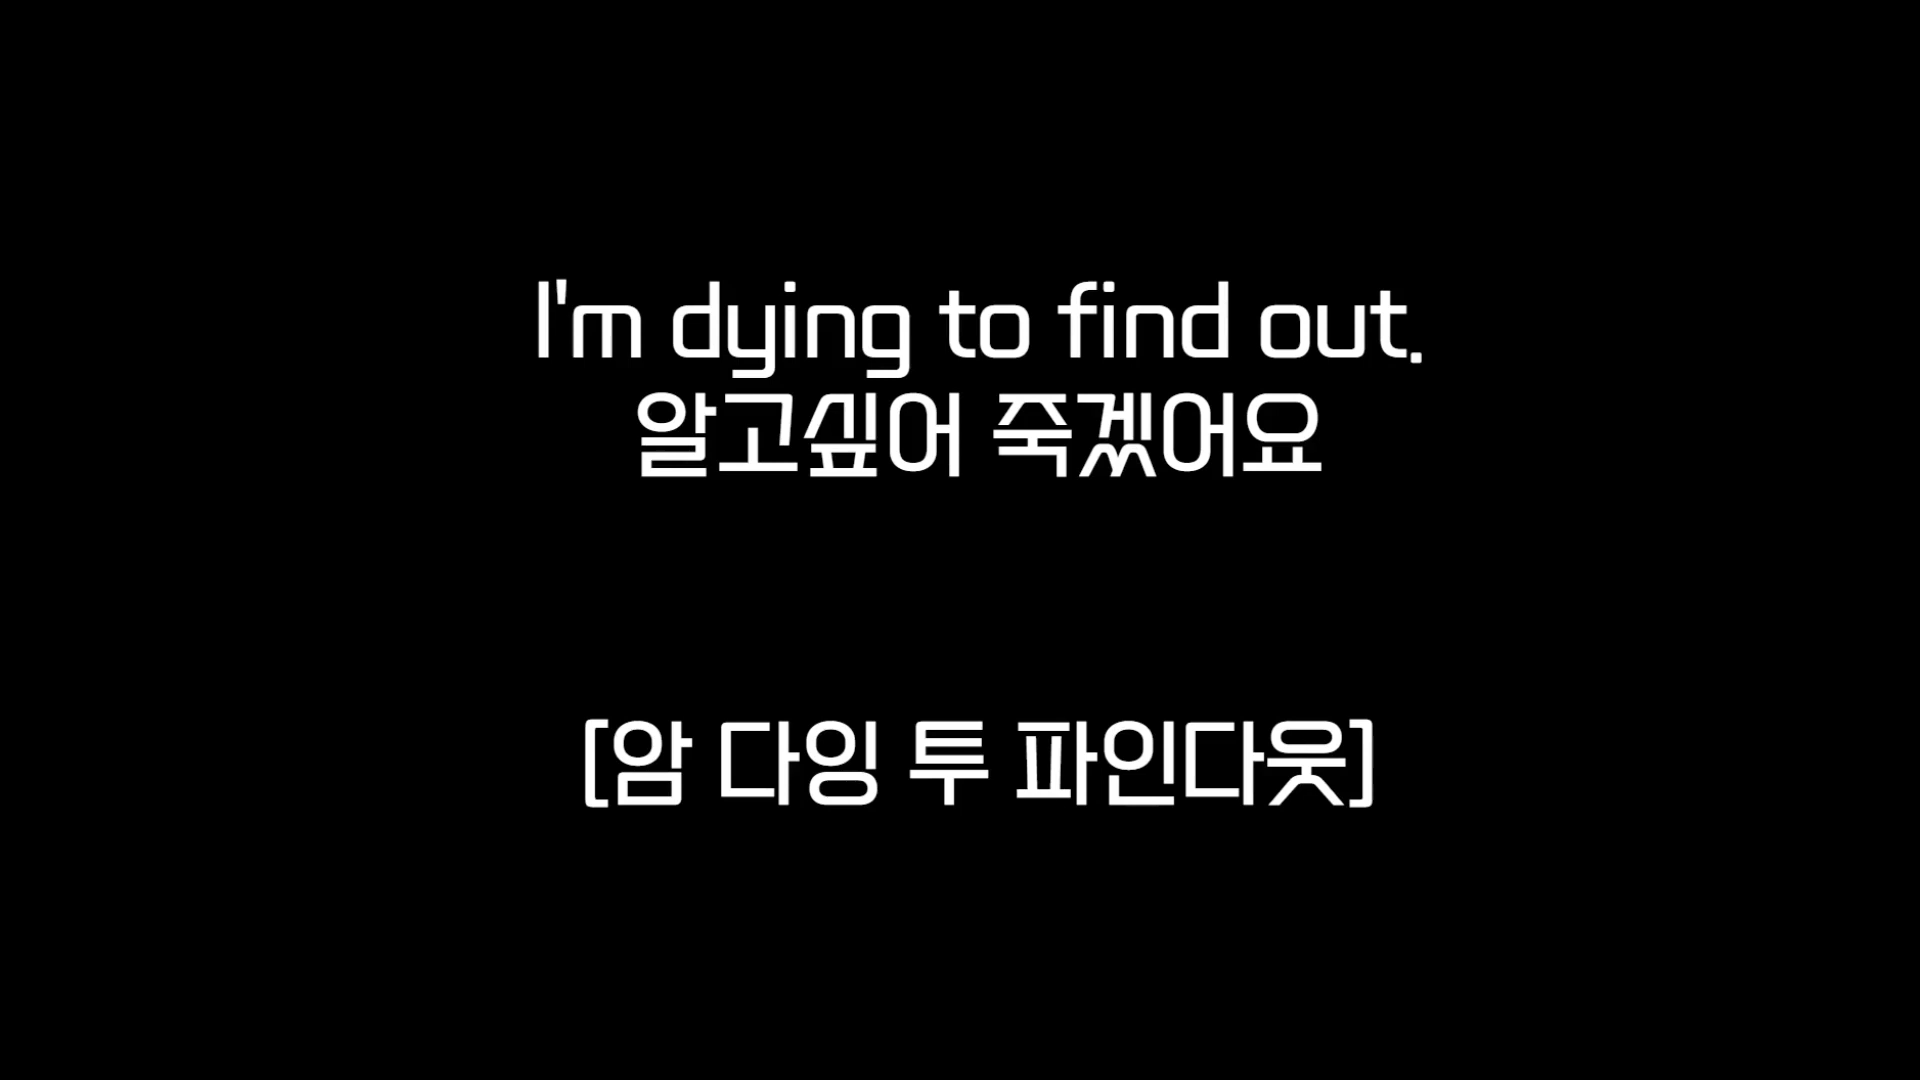 I'm dying to find out.
알고싶어 죽겠어요
[암 다잉 투 파인다웃]